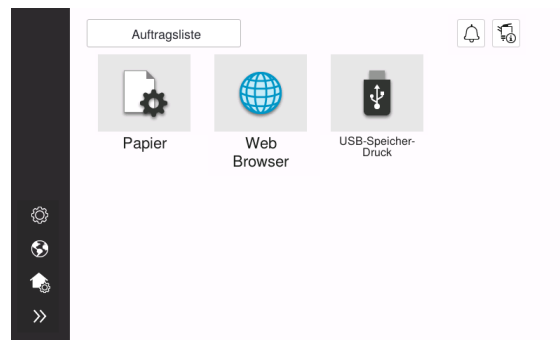 Auftragsliste
Papier
Web
Browser
USB-Speicher-
Druck